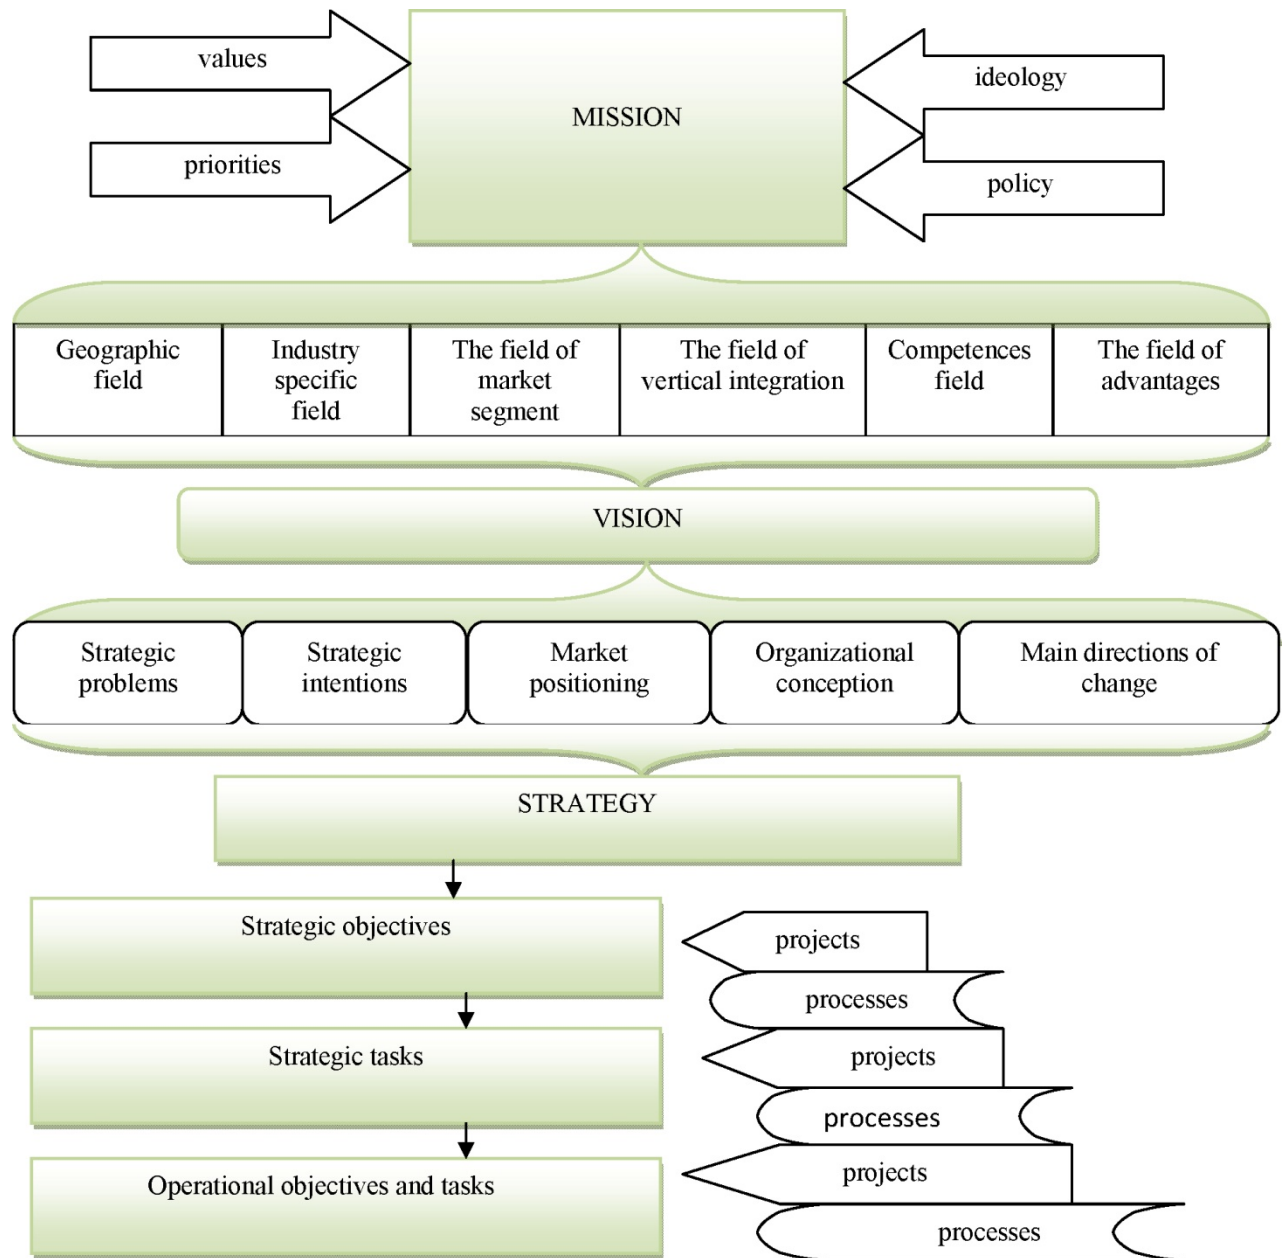 values
ideology
MISSION
priorities
policy
Geographic
field
Industry
specific
field
The field of
market
segment
The field of
vertical integration
Competences
field
The field of
advantages
VISION
Strategic
problems
Strategic
intentions
Market
positioning
Organizational
conception
Main directions of
change
STRATEGY
Strategic objectives
projects
processes
Strategic tasks
projects
processes
Operational objectives and tasks
projects
processes